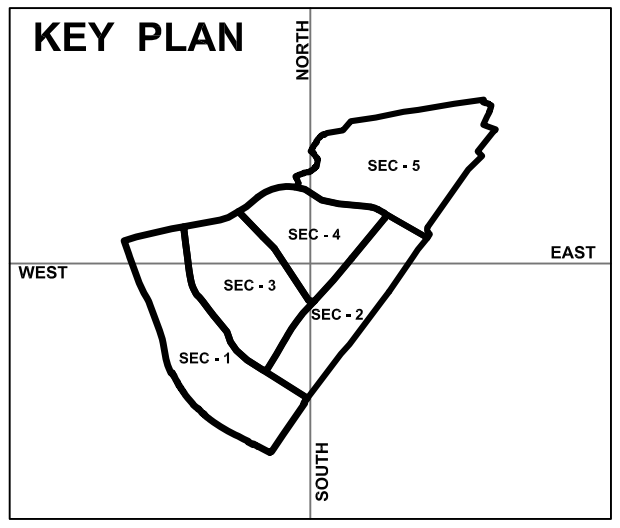 KEY PLAN
NORTH
SEC - 5
SEC - 4
EAST
WEST
SEC - 3
SEC - 2
SEC - 1
SOUTH